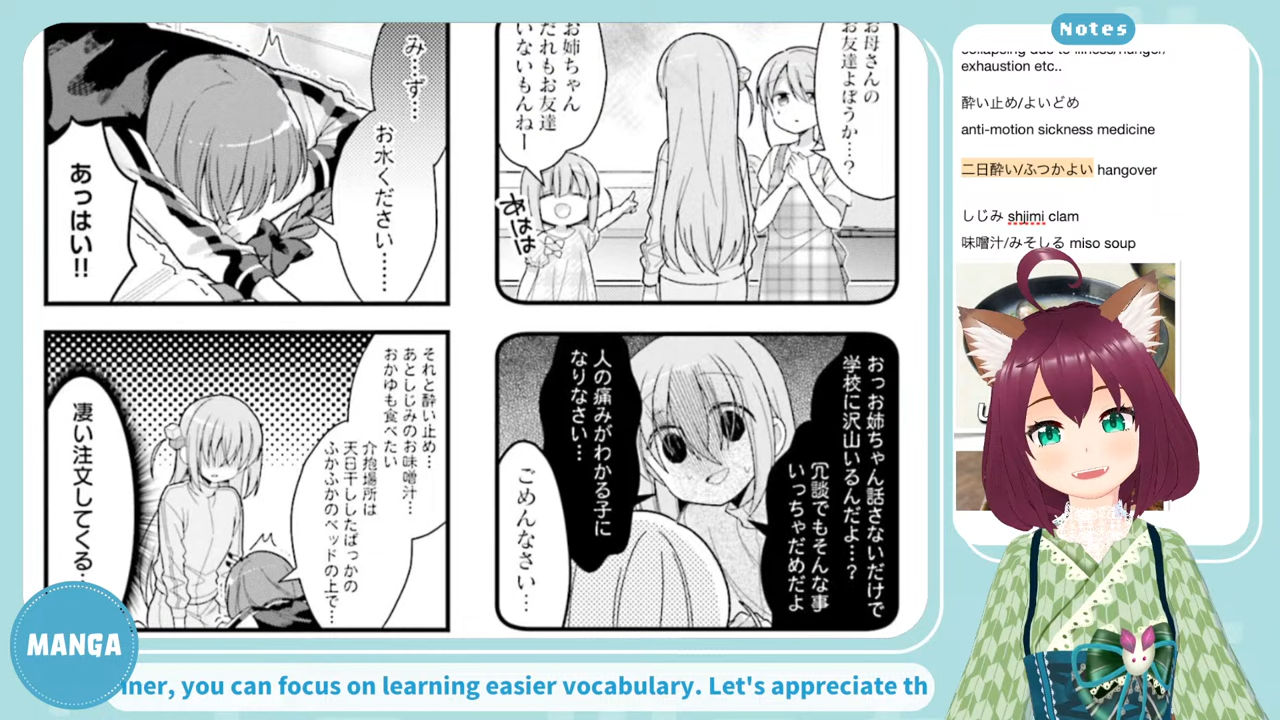 お母さんの
お友達よぼうか…?
お姉ちゃん
だれもお友達
いないもんねー
あはは
おっお姉ちゃん話さないだけで
学校に沢山いるんだよ…?
冗談でもそんな事
いっちゃだめだよ
人の痛みがわかる子に
なりなさい…
ごめんなさい…
み…ず…
お水ください……
あっはい!!
それと酔い止め…
あとしじみのお味噌汁…
おかゆも食べたい
介抱場所は
天日干ししたばっかの
ふかふかのベッドの上で…
凄い注文してくる…
Notes
collapsing due to illness/hunger/
exhaustion etc..
酔い止め/よいどめ
anti-motion sickness medicine
二日酔い/ふつかよい hangover
しじみ shjimi clam
味噌汁/みそしる miso soup
MANGA
ner, you can focus on learning easier vocabulary. Let's appreciate th